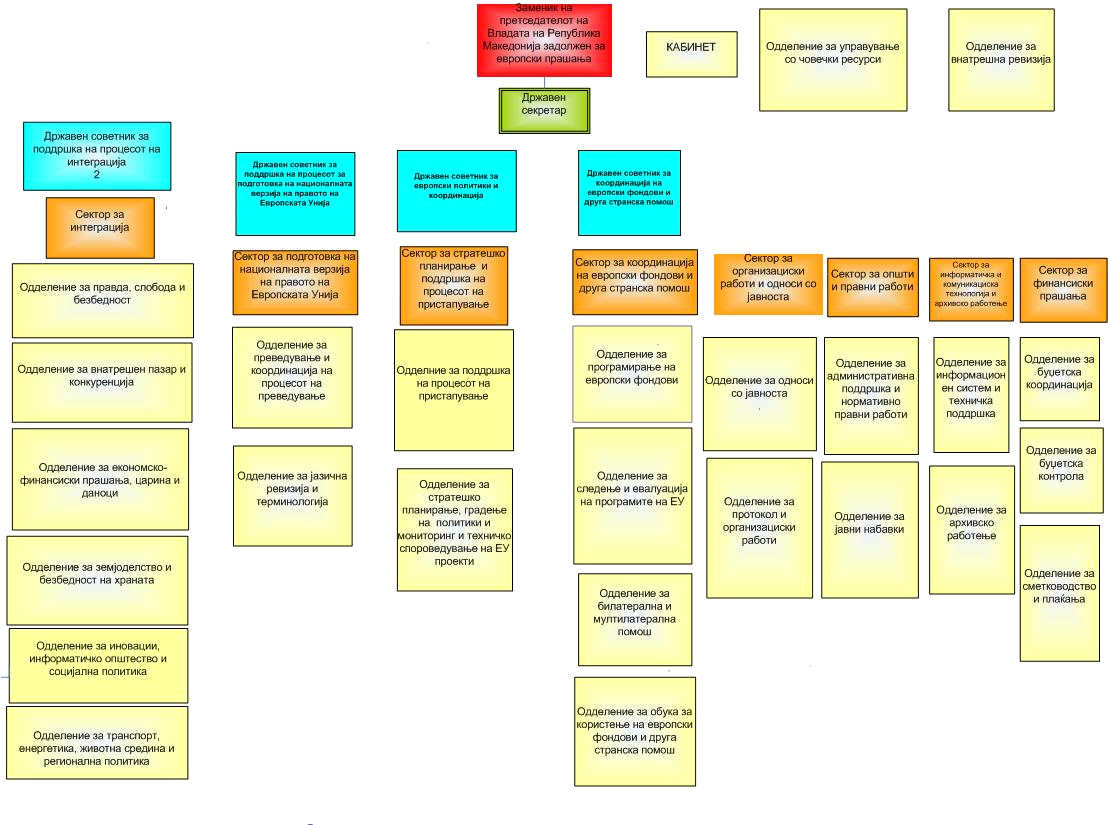 Заменик на
претседателот на
Владата на Република
Македонија задолжен за
европски прашања
КАБИНЕТ
Одделение за управување
со човечки ресурси
Одделение за
внатрешна ревизија
Државен
секретар
Државен советник за
поддршка на процесот на
интеграција
2
Државен советник за
поддршка на процесот за
подготовка на националната
верзија на правото на
Европската Унија
Државен советник за
европски политики и
координација
Државен советник за
координација на
европски фондови и
друга странска помош
Сектор за
интеграција
Сектор за подготовка на
националната верзија
на правото на
Европската Унија
Сектор за стратешко
планирање и
поддршка на
процесот на
пристапување
Сектор за координација
на европски фондови и
друга странска помош
Сектор за
организациски
работи и односи со
јавноста
Сектор за општи
и правни работи
Сектор за
информатичка и
комуникациска
технологија и
архивско работење
Сектор за
финансиски
прашања
Одделение за правда, слобода и
безбедност
Одделение за внатрешен пазар и
конкуренција
Одделение за економско-
финансиски прашања, царина и
даноци
Одделение за земјоделство и
безбедност на храната
Одделение за иновации,
информатичко општество и
социјална политика
Одделение за транспорт,
енергетика, животна средина и
регионална политика
Одделение за
преведување и
координација на
процесот на
преведување
Одделение за јазична
ревизија и
терминологија
Одделние за поддршка
на процесот на
пристапување
Одделение за
стратешко
планирање, градење
на политики и
мониторинг и техничко
спороведување на ЕУ
проекти
Одделение за
програмирање на
европски фондови
Одделение за
следење и евалуација
на програмите на ЕУ
Одделение за
билатерална и
мултилатерална
помош
Одделение за обука за
користење на европски
фондови и друга
странска помош
Одделение за односи
со јавноста
Одделение за
протокол и
организациски
работи
Одделение за
административна
поддршка и
нормативно
правни работи
Одделение за
јавни набавки
Одделение за
информацион
ен систем и
техничка
поддршка
Одделение за
архивско
работење
Одделение за
буџетска
координација
Одделение за
буџетска
контрола
Одделение за
сметководство
и плаќања